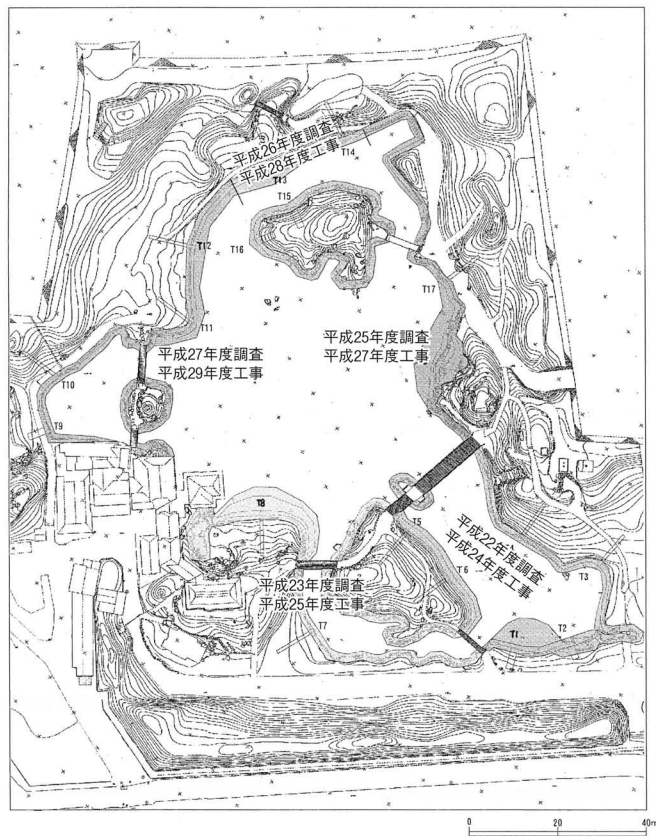 平成26年度調査
平成28年度工事
T14
T13
T15
T12
T16
T17
T11
平成25年度調査
平成27年度工事
平成27年度調査
平成29年度工事
T10
T9
T8
T5
平成22年度調査
平成24年度工事
T6
T3
平成23年度調査
平成25年度工事
T7
T1
T2
0
20
40m